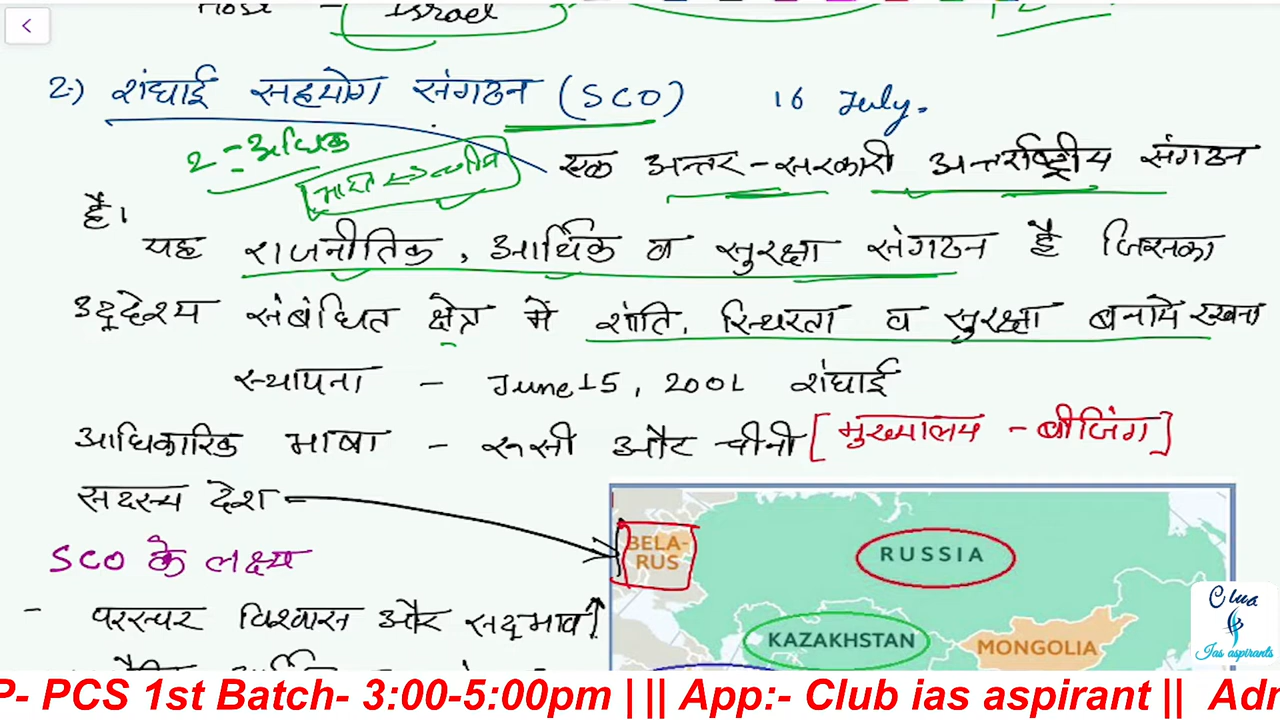 Host - Israel
2.) शंघाई सहयोग संगठन (SCO) 16 July.
2 - अधिक
एक अन्तर-सरकारी अन्तर्राष्ट्रीय संगठन
है।
यह राजनीतिक, आर्थिक व सुरक्षा संगठन है जिसका
उद्देश्य संबंधित क्षेत्र में शांति, स्थिरता व सुरक्षा बनाये रखना
स्थापना - June 15, 2001 शंघाई
आधिकारिक भाषा - रूसी और चीनी [मुख्यालय - बीजिंग]
सदस्य देश
BELA-
RUS
RUSSIA
SCO के लक्ष्य
- परस्पर विश्वास और सद्भाव
KAZAKHSTAN
MONGOLIA
Club
Ias aspirants
P- PCS 1st Batch- 3:00-5:00pm | || App:- Club ias aspirant || Adr